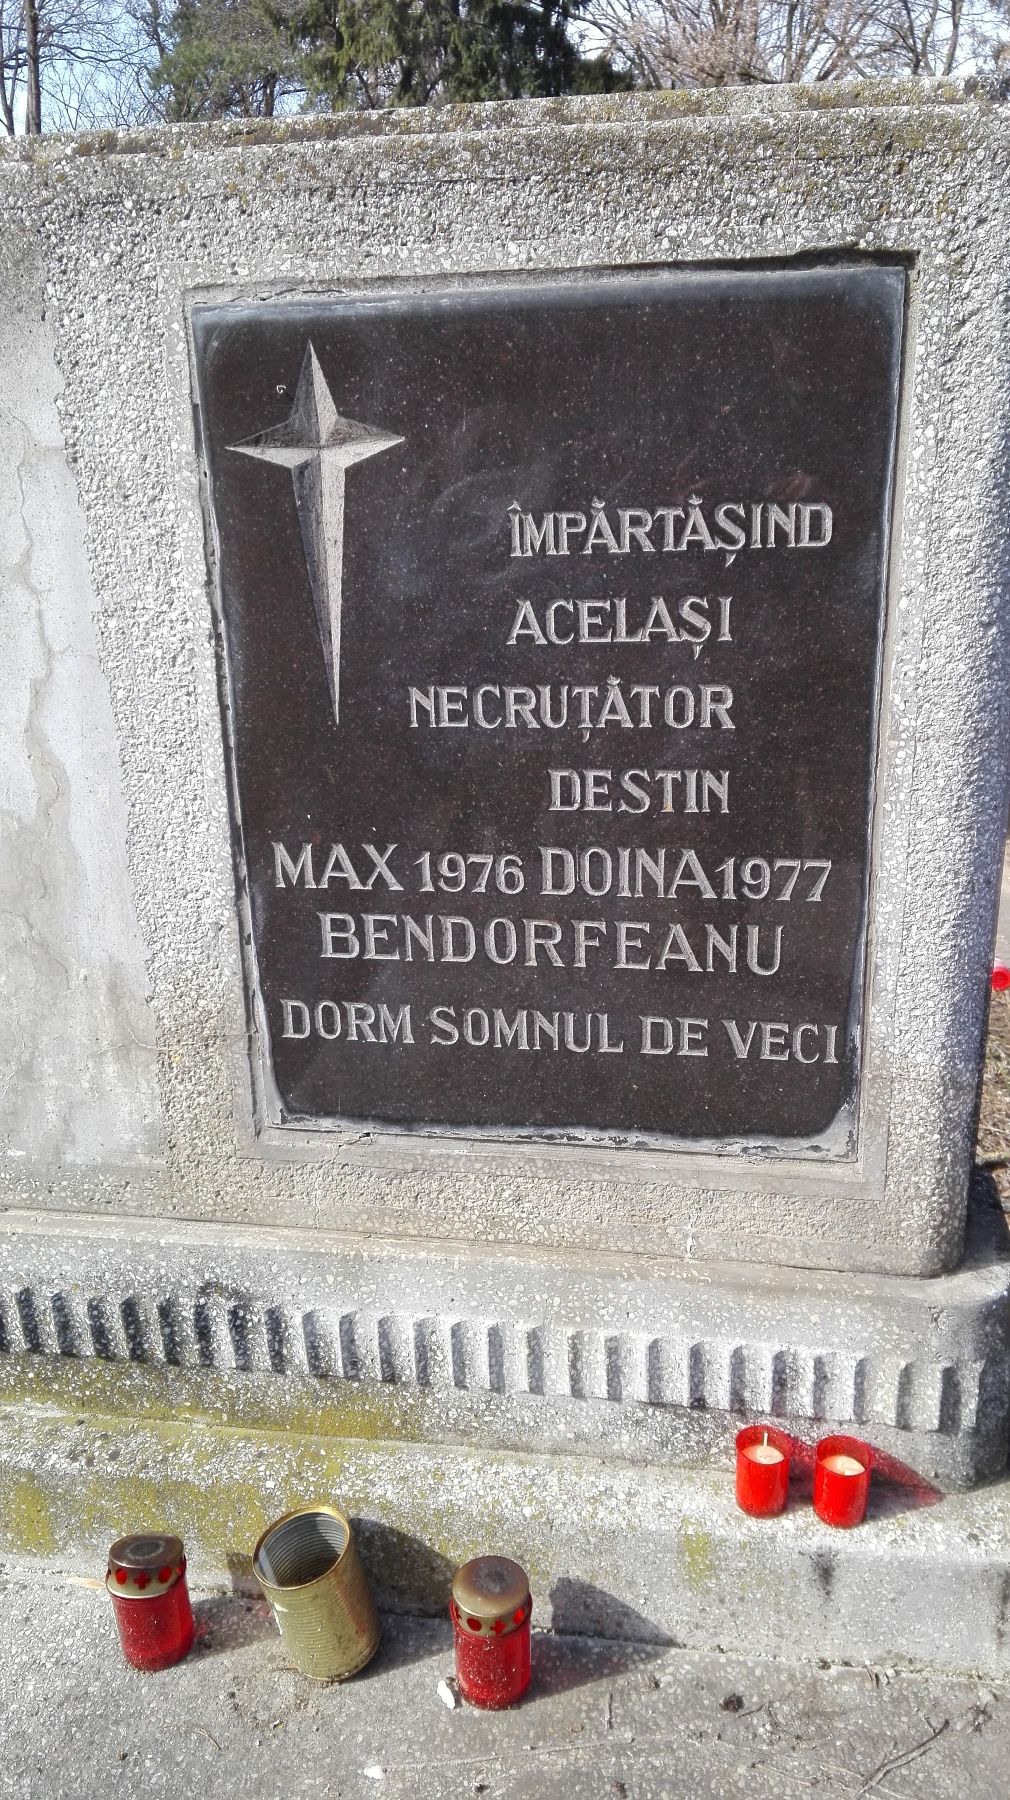 ÎMPĂRTĂȘIND
ACELAȘI
NECRUȚĂTOR
DESTIN
MAX 1976 DOINA 1977
BENDORFEANU
DORM SOMNUL DE VECI